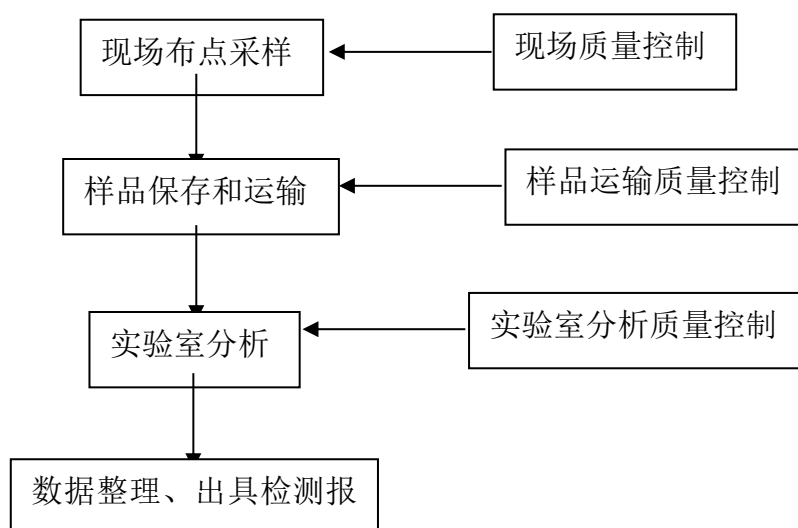 现场布点采样
现场质量控制
样品保存和运输
样品运输质量控制
实验室分析
实验室分析质量控制
数据整理、出具检测报